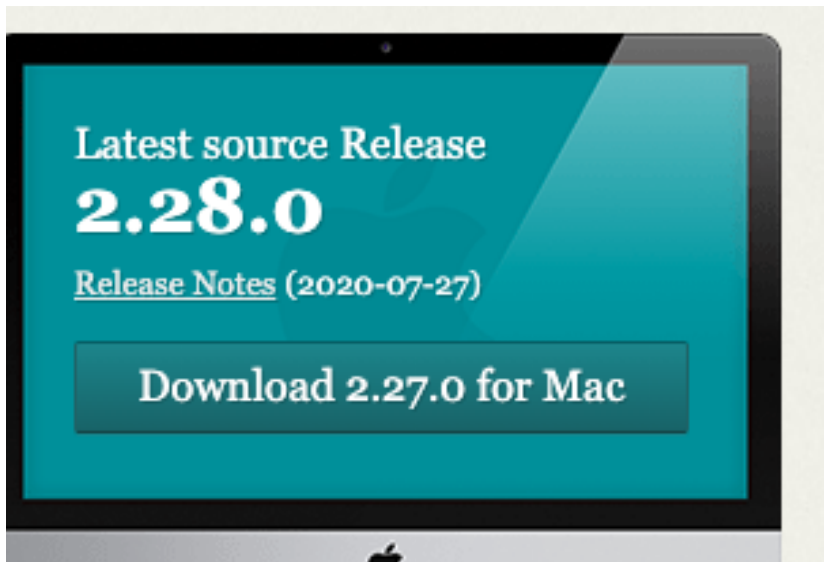 Latest source Release
2.28.0
Release Notes (2020-07-27)
Download 2.27.0 for Mac